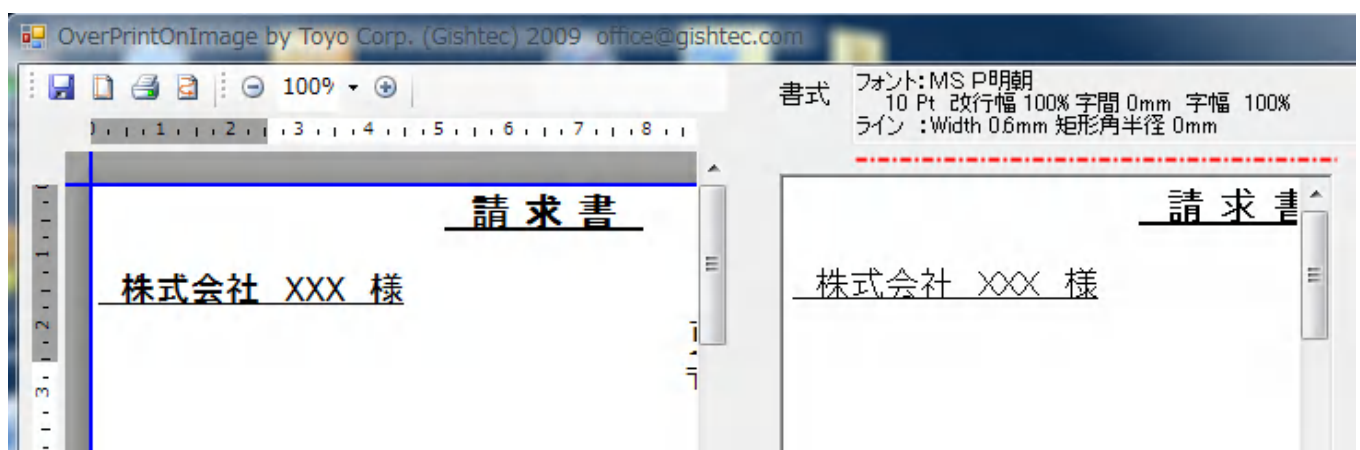 OverPrintOnImage by Toyo Corp. (Gishtec) 2009 office@gishtec.com
100%
書式
フォント:MS P明朝
10 Pt 改行幅 100% 字間 0mm 字幅 100%
ライン :Width 0.6mm 矩形角半径 0mm
1 2 3 4 5 6 7 8
請 求 書
株式会社 XXX 様
1
2
3
請 求 書
株式会社 XXX 様